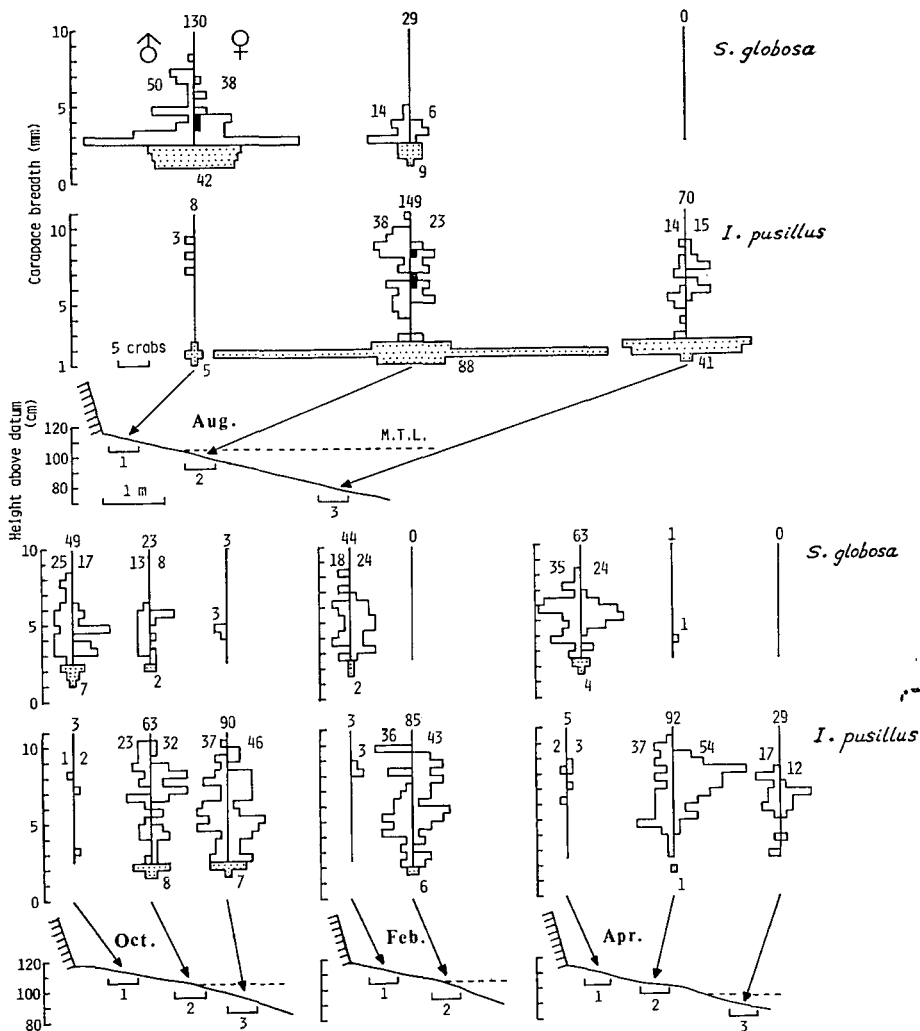 130 29 0
10 ♂ ♀ S. globosa
50 38
5 14 6
0 42 9
Carapace breadth (mm)
8 149 70
10 3 38 23 14 15 I. pusillus
5
5 crabs
1 5 88 41
Height above datum (cm)
Aug.
120
100 M.T.L.
80 1 2
1 m 3
49 23 3 44 0 63 1 0
10 25 17 13 8 18 24 35 24 S. globosa
5 3 1
0 7 2 2 4
3 63 90 3 85 5 92 29
10 1 2 23 32 37 46 3 36 43 2 3 37 54 17 12 I. pusillus
5
0 8 7 6 1
Oct. Feb. Apr.
120
100 1 2 1 2 1 2
80 3 3